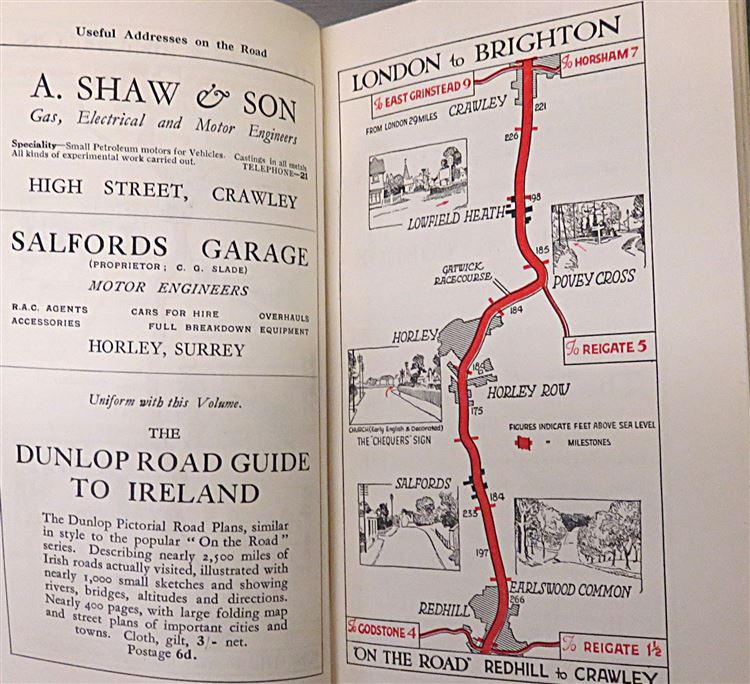 Useful Addresses on the Road
A. SHAW & SON
Gas, Electrical and Motor Engineers
Speciality—Small Petroleum motors for Vehicles. Castings in all metals
All kinds of experimental work carried out. TELEPHONE—21
HIGH STREET, CRAWLEY
SALFORDS GARAGE
(PROPRIETOR; C. G. SLADE)
MOTOR ENGINEERS
R.A.C. AGENTS CARS FOR HIRE OVERHAULS
ACCESSORIES FULL BREAKDOWN EQUIPMENT
HORLEY, SURREY
Uniform with this Volume.
THE
DUNLOP ROAD GUIDE
TO IRELAND
The Dunlop Pictorial Road Plans, similar
in style to the popular "On the Road"
series. Describing nearly 2,500 miles of
Irish roads actually visited, illustrated with
nearly 1,000 small sketches and showing
rivers, bridges, altitudes and directions.
Nearly 400 pages, with large folding map
and street plans of important cities and
towns. Cloth, gilt, 3/- net.
Postage 6d.
LONDON to BRIGHTON
To EAST GRINSTEAD 9
To HORSHAM 7
CRAWLEY
221
FROM LONDON 29 MILES
226
198
LOWFIELD HEATH
185
POVEY CROSS
GATWICK
RACECOURSE
184
HORLEY
To REIGATE 5
HORLEY ROW
175
CHURCH (Early English & Decorated)
THE "CHEQUERS" SIGN
FIGURES INDICATE FEET ABOVE SEA LEVEL
" MILESTONES
SALFORDS
184
235
197
EARLSWOOD COMMON
266
REDHILL
To GODSTONE 4
To REIGATE 1½
"ON THE ROAD" REDHILL to CRAWLEY